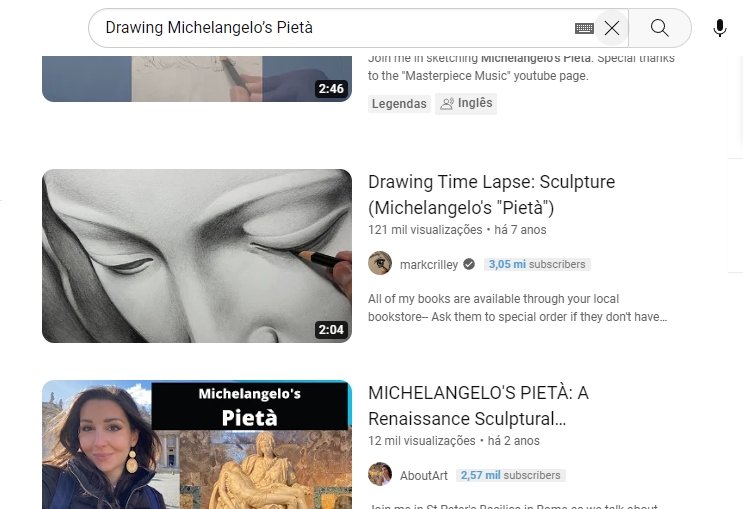 Drawing Michelangelo’s Pietà
Join me in sketching Michelangelo's Pieta. Special thanks
to the "Masterpiece Music" youtube page.
2:46
Legendas
Inglês
Drawing Time Lapse: Sculpture
(Michelangelo's "Pietà")
121 mil visualizações • há 7 anos
markcrilley
3,05 mi subscribers
All of my books are available through your local
bookstore-- Ask them to special order if they don't have…
2:04
Michelangelo's
Pietà
MICHELANGELO'S PIETÀ: A
Renaissance Sculptural…
12 mil visualizações • há 2 anos
AboutArt
2,57 mil subscribers
Join me in St Peter's Basilica in Rome as we talk about